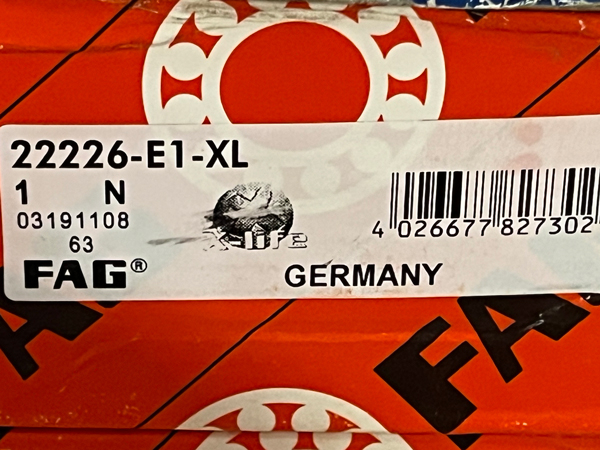 22226-E1-XL
1 N
03191108
63
X-life
FAG®
GERMANY
4 026677 827302
FAG